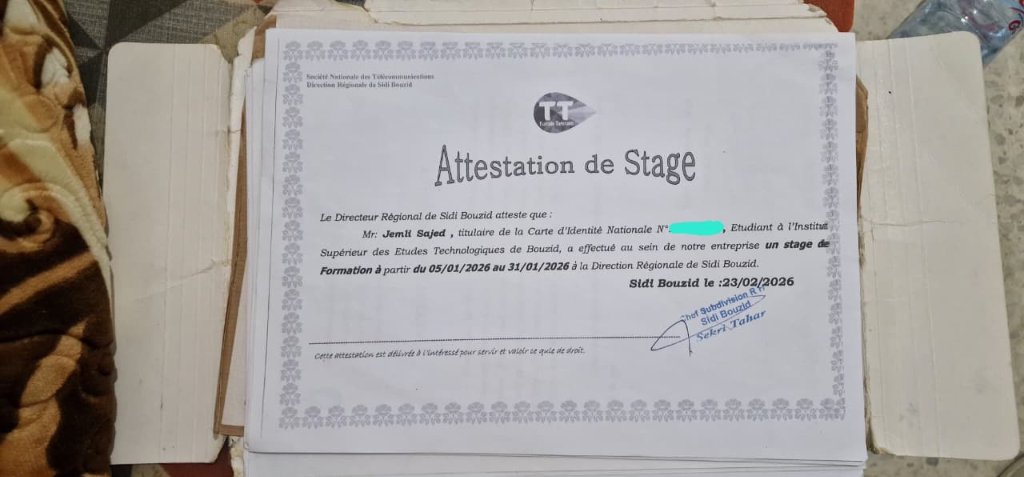 Société Nationale des Télécommunications
Direction Régionale de Sidi Bouzid
TT
Attestation de Stage
Le Directeur Régional de Sidi Bouzid atteste que :
Mr: Jemli Sajed , titulaire de la Carte d'Identité Nationale N° , Etudiant à l'Institut
Supérieur des Etudes Technologiques de Bouzid, a effectué au sein de notre entreprise un stage de
Formation à partir du 05/01/2026 au 31/01/2026 à la Direction Régionale de Sidi Bouzid.
Sidi Bouzid le :23/02/2026
Chef Subdivision
Sidi Bouzid
Sekri Tahar
Cette attestation est délivrée à l'intéressé pour servir et valoir ce que de droit.